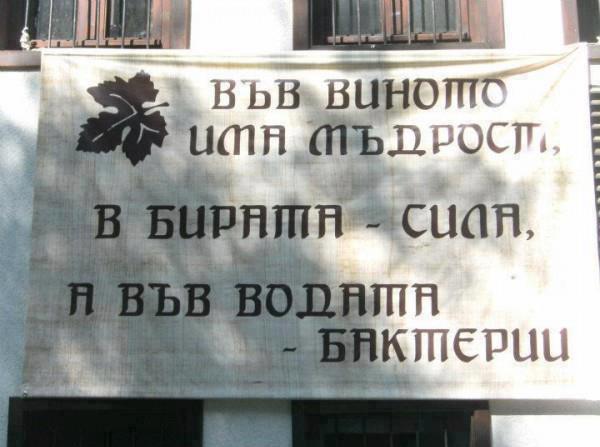 ВЪВ ВИНОТО
ИМА МЪДРОСТ,
В БИРАТА - СИЛА,
А ВЪВ ВОДАТА
- БАКТЕРИИ